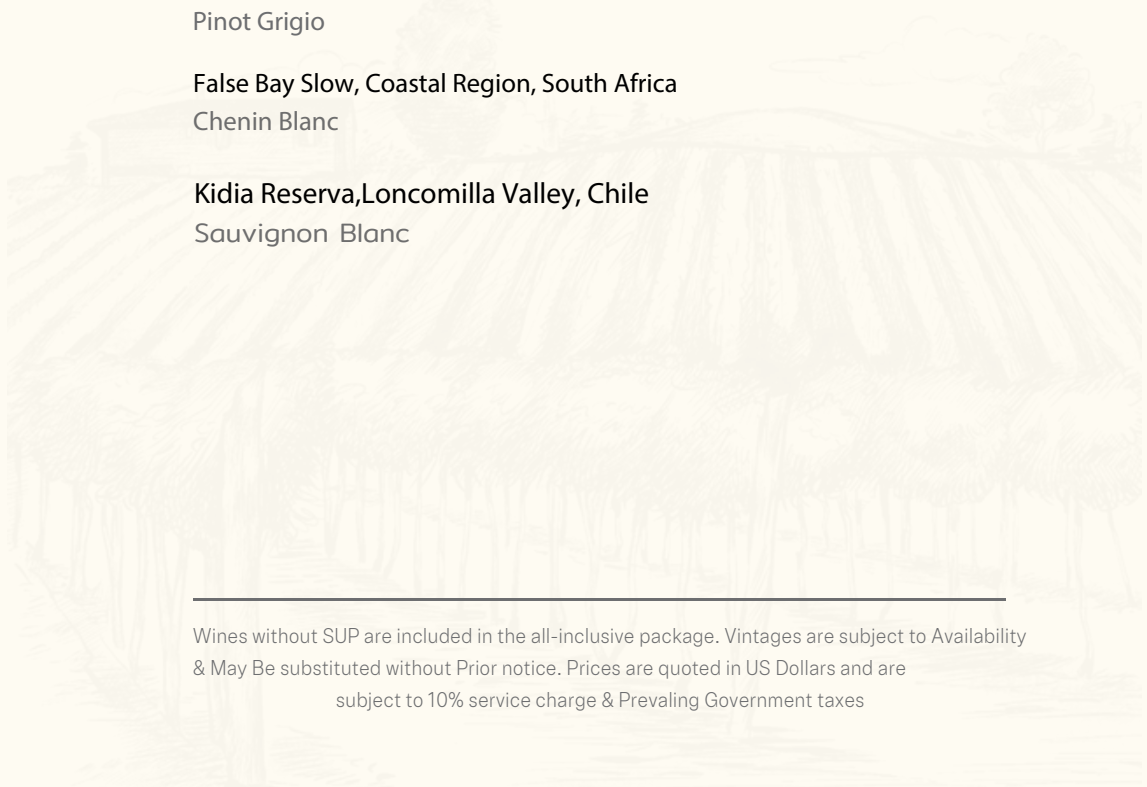 Pinot Grigio
False Bay Slow, Coastal Region, South Africa
Chenin Blanc
Kidia Reserva,Loncomilla Valley, Chile
Sauvignon Blanc
Wines without SUP are included in the all-inclusive package. Vintages are subject to Availability
& May Be substituted without Prior notice. Prices are quoted in US Dollars and are
subject to 10% service charge & Prevaling Government taxes